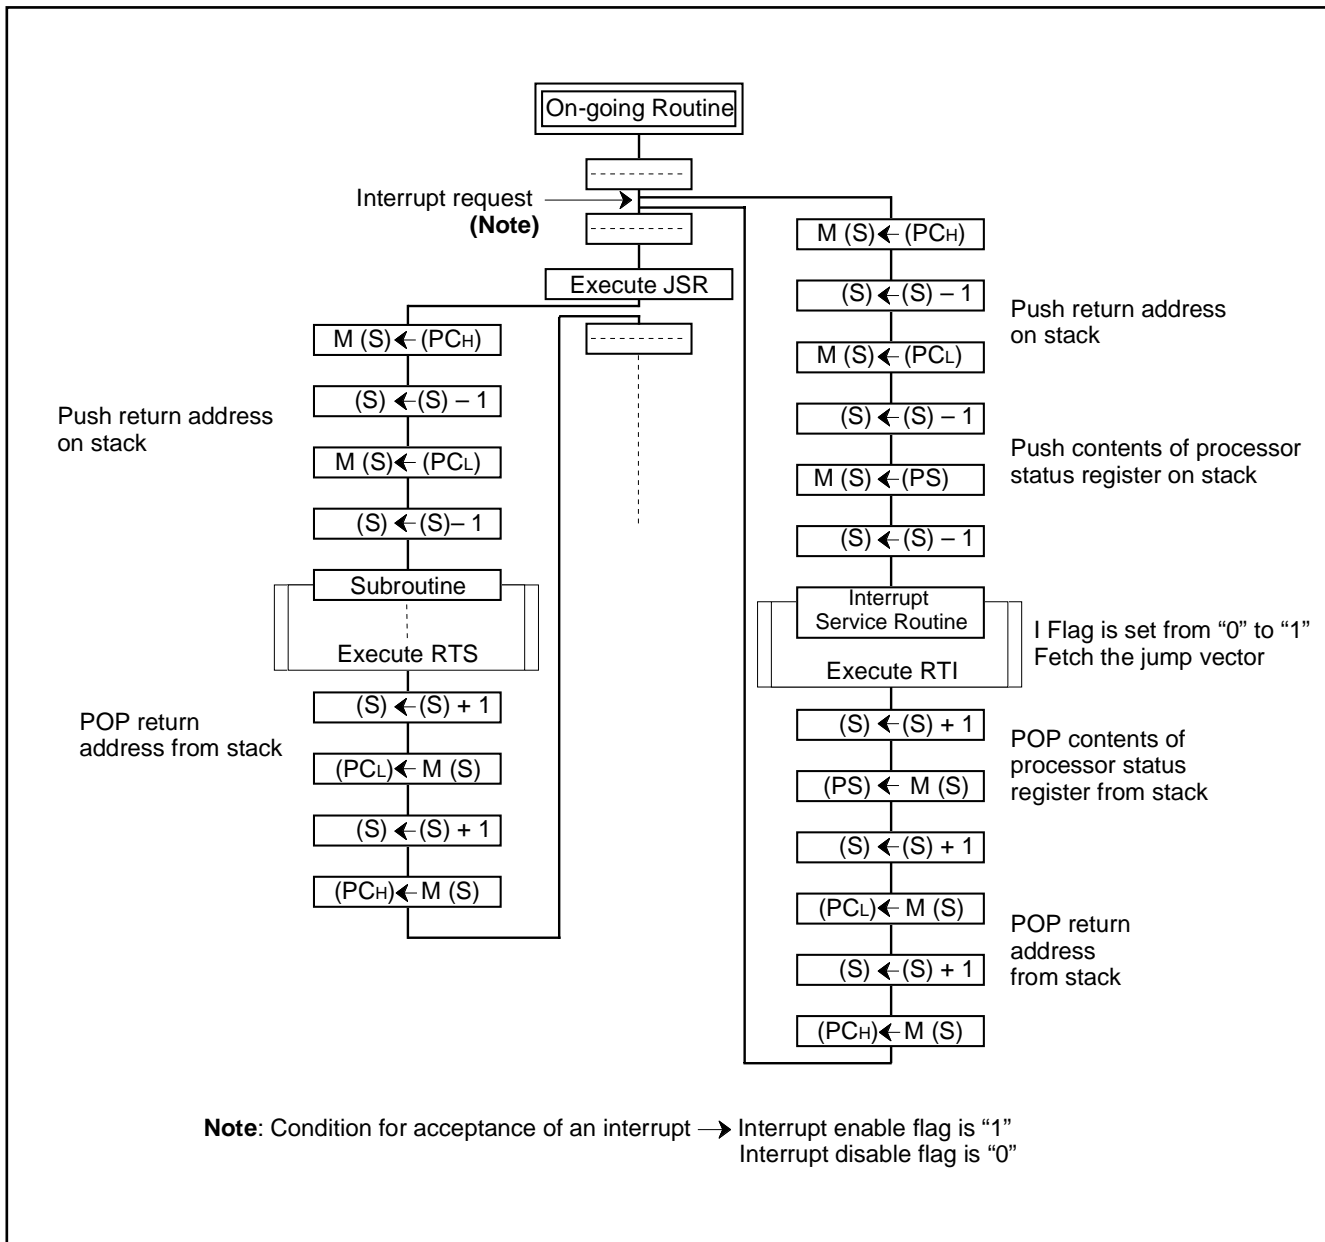 On-going Routine
Interrupt request
(Note)
Execute JSR
M (S) ← (PCH)
(S) ← (S) – 1
M (S) ← (PCL)
(S) ← (S)– 1
Push return address
on stack
Subroutine
Execute RTS
(S) ← (S) + 1
(PCL) ← M (S)
(S) ← (S) + 1
(PCH) ← M (S)
POP return
address from stack
M (S) ← (PCH)
(S) ← (S) – 1
M (S) ← (PCL)
(S) ← (S) – 1
M (S) ← (PS)
(S) ← (S) – 1
Push return address
on stack
Push contents of processor
status register on stack
Interrupt
Service Routine
Execute RTI
I Flag is set from “0” to “1”
Fetch the jump vector
(S) ← (S) + 1
(PS) ← M (S)
(S) ← (S) + 1
(PCL) ← M (S)
(S) ← (S) + 1
(PCH) ← M (S)
POP contents of
processor status
register from stack
POP return
address
from stack
Note: Condition for acceptance of an interrupt → Interrupt enable flag is “1”
Interrupt disable flag is “0”